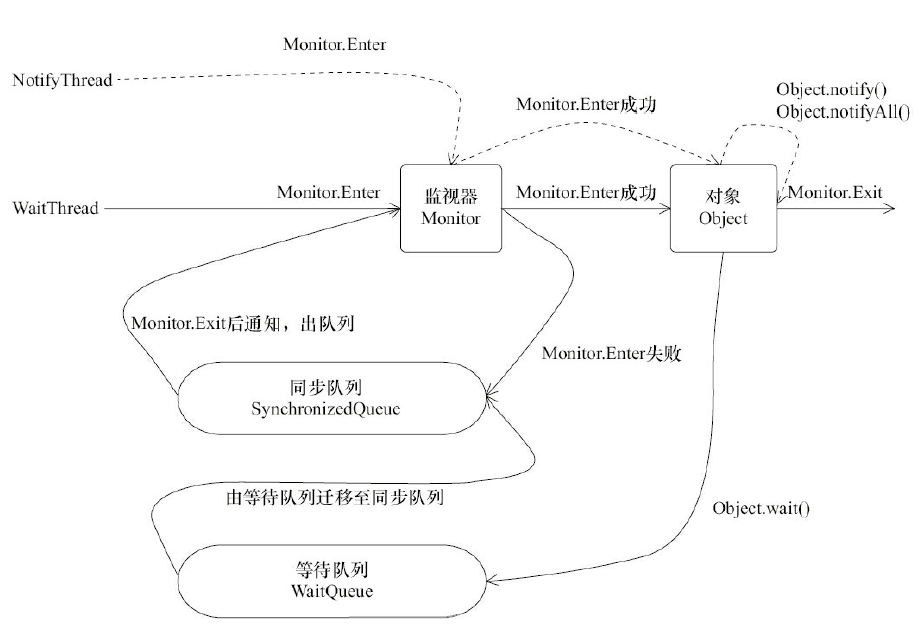 Monitor.Enter
NotifyThread
Object.notify()
Object.notifyAll()
Monitor.Enter成功
WaitThread
Monitor.Enter
监视器
Monitor
Monitor.Enter成功
对象
Object
Monitor.Exit
Monitor.Exit后通知，出队列
Monitor.Enter失败
同步队列
SynchronizedQueue
由等待队列迁移至同步队列
Object.wait()
等待队列
WaitQueue